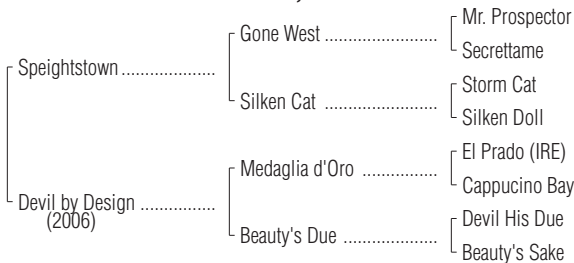 Mr. Prospector
Gone West ........................
Secrettame
Speightstown ....................
Storm Cat
Silken Cat ........................
Silken Doll
El Prado (IRE)
Medaglia d'Oro ................
Cappucino Bay
Devil by Design ................
(2006)
Devil His Due
Beauty's Due ....................
Beauty's Sake